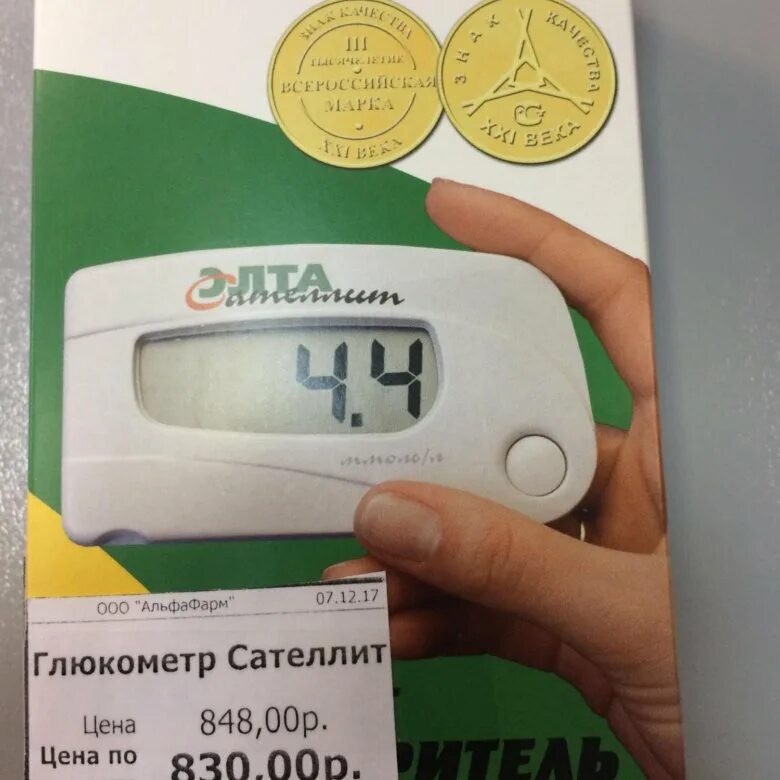 ЗНАК КАЧЕСТВА
III
ТЫСЯЧЕЛЕТИЕ
ВСЕРОССИЙСКАЯ
МАРКА
XXI ВЕКА
ЗНАК КАЧЕСТВА
XXI ВЕКА
ЭЛТА
Сателлит
4.4
ммоль/л
ООО "АльфаФарм" 07.12.17
Глюкометр Сателлит
Цена 848,00р.
Цена по 830,00р.